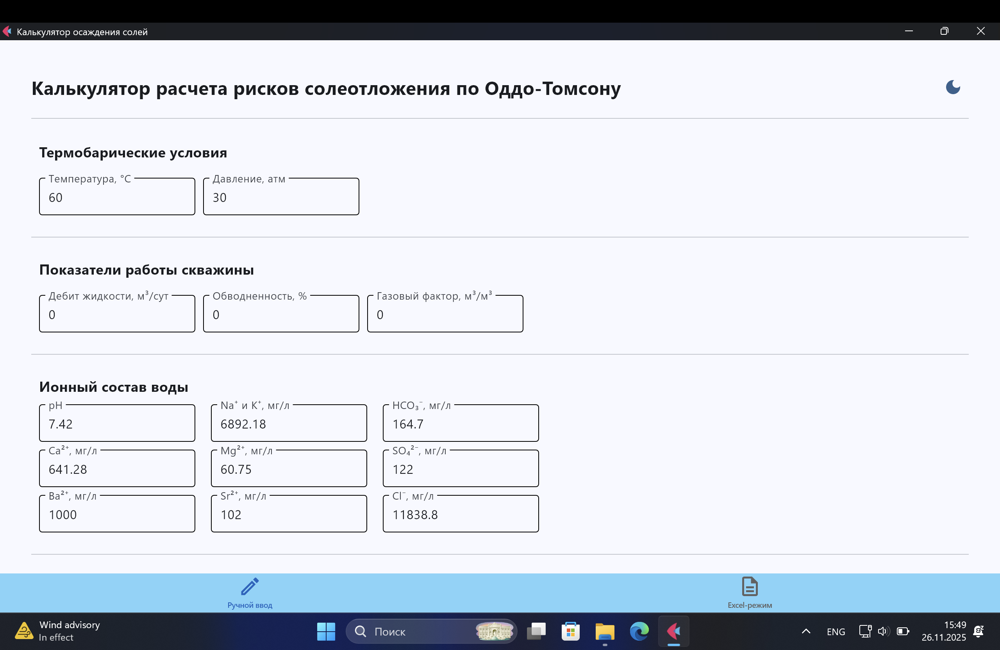 Калькулятор осаждения солей
Калькулятор расчета рисков солеотложения по Оддо-Томсону
Термобарические условия
Температура, °C
Давление, атм
60
30
Показатели работы скважины
Дебит жидкости, м³/сут
Обводненность, %
Газовый фактор, м³/м³
0
0
0
Ионный состав воды
pH
Na⁺ и K⁺, мг/л
HCO₃⁻, мг/л
7.42
6892.18
164.7
Ca²⁺, мг/л
Mg²⁺, мг/л
SO₄²⁻, мг/л
641.28
60.75
122
Ba²⁺, мг/л
Sr²⁺, мг/л
Cl⁻, мг/л
1000
102
11838.8
Ручной ввод
Excel-режим
Wind advisory
In effect
Поиск
ENG
15:49
26.11.2025